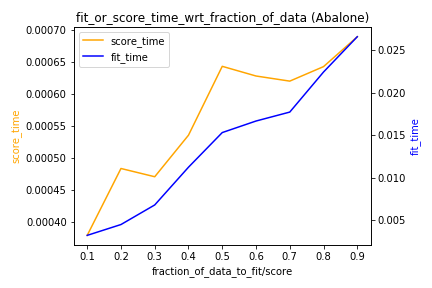 fit_or_score_time_wrt_fraction_of_data (Abalone)
score_time
fit_time
0.00070
0.00065
0.00060
0.00055
0.00050
0.00045
0.00040
score_time
0.025
0.020
0.015
0.010
0.005
fit_time
0.1 0.2 0.3 0.4 0.5 0.6 0.7 0.8 0.9
fraction_of_data_to_fit/score